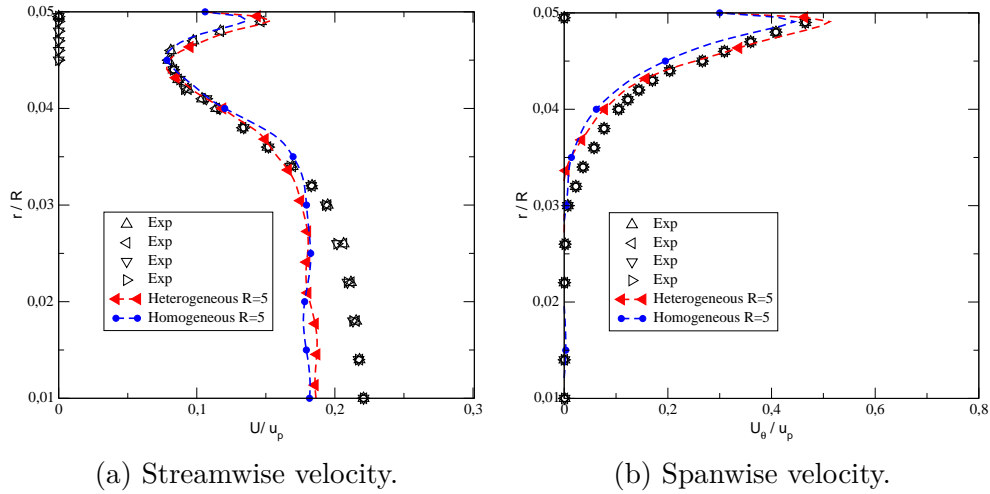 0,05
0,04
0,03
0,02
0,01
r / R
Exp
Exp
Exp
Exp
Heterogeneous R=5
Homogeneous R=5
0
0,1
0,2
0,3
U/ u_p
0,05
0,04
0,03
0,02
0,01
r / R
Exp
Exp
Exp
Exp
Heterogeneous R=5
Homogeneous R=5
0
0,2
0,4
0,6
0,8
U_θ / u_p
(a) Streamwise velocity.
(b) Spanwise velocity.